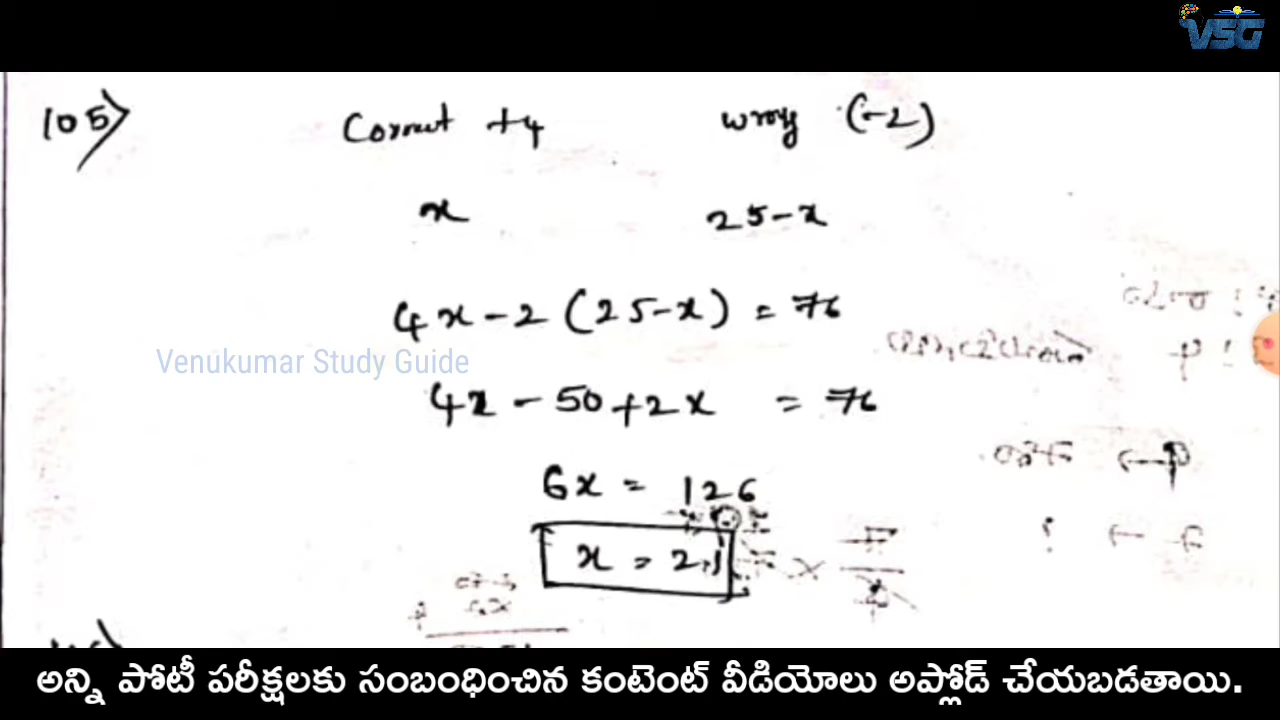 VSG
105) Correct +4 wrong (-2)
x 25-x
4x-2(25-x) = 76
Venukumar Study Guide
4x - 50+2x = 76
6x = 126
x = 21
అన్ని పోటీ పరీక్షలకు సంబంధించిన కంటెంట్ వీడియోలు అప్లోడ్ చేయబడతాయి.